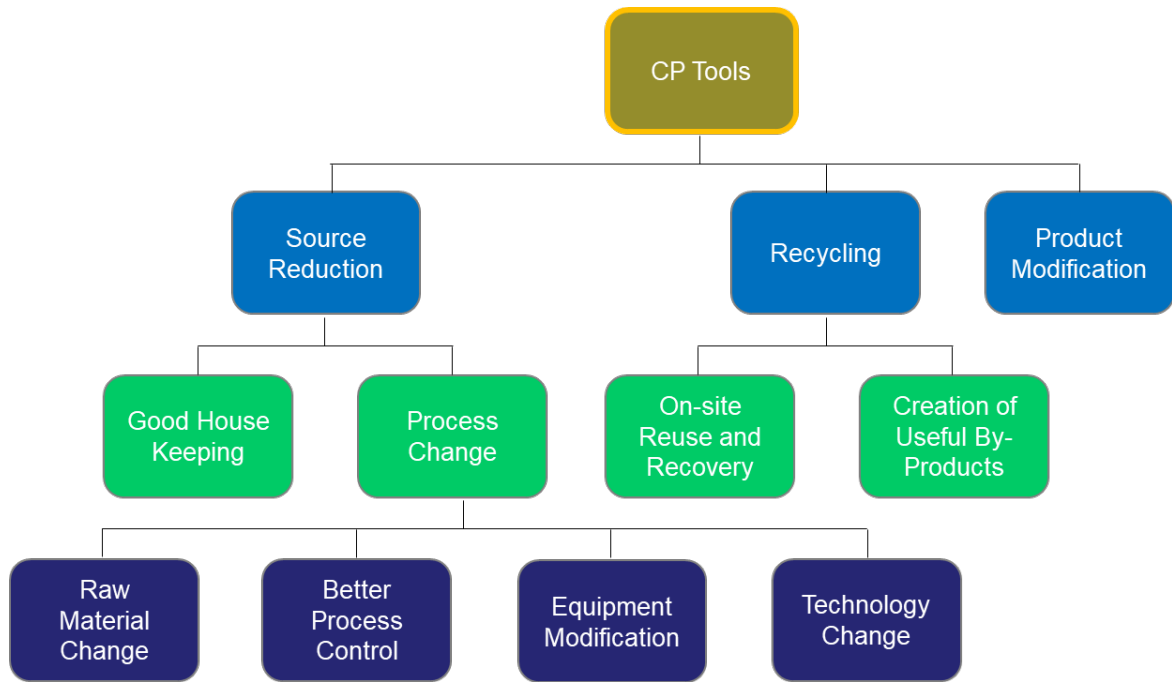 CP Tools
Source
Reduction
Recycling
Product
Modification
Good House
Keeping
Process
Change
On-site
Reuse and
Recovery
Creation of
Useful By-
Products
Raw
Material
Change
Better
Process
Control
Equipment
Modification
Technology
Change